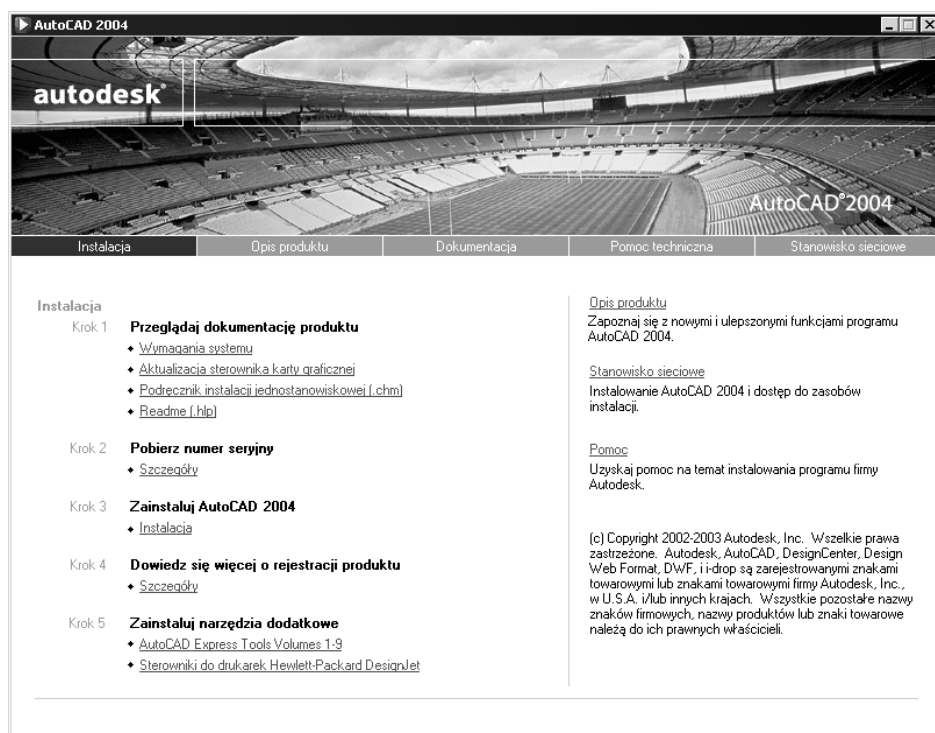 AutoCAD 2004
autodesk®
AutoCAD®2004
Instalacja
Opis produktu
Dokumentacja
Pomoc techniczna
Stanowisko sieciowe
Instalacja
Krok 1 Przeglądaj dokumentację produktu
Wymagania systemu
Aktualizacja sterownika karty graficznej
Podręcznik instalacji jednostanowiskowej (.chm)
Readme (.hlp)
Krok 2 Pobierz numer seryjny
Szczegóły
Krok 3 Zainstaluj AutoCAD 2004
Instalacja
Krok 4 Dowiedz się więcej o rejestracji produktu
Szczegóły
Krok 5 Zainstaluj narzędzia dodatkowe
AutoCAD Express Tools Volumes 1-9
Sterowniki do drukarek Hewlett-Packard DesignJet
Opis produktu
Zapoznaj się z nowymi i ulepszonymi funkcjami programu
AutoCAD 2004.
Stanowisko sieciowe
Instalowanie AutoCAD 2004 i dostęp do zasobów
instalacji.
Pomoc
Uzyskaj pomoc na temat instalowania programu firmy
Autodesk.
(c) Copyright 2002-2003 Autodesk, Inc. Wszelkie prawa
zastrzeżone. Autodesk, AutoCAD, DesignCenter, Design
Web Format, DWF, i i-drop są zarejestrowanymi znakami
towarowymi lub znakami towarowymi firmy Autodesk, Inc.,
w U.S.A. i/lub innych krajach. Wszystkie pozostałe nazwy
znaków firmowych, nazwy produktów lub znaki towarowe
należą do ich prawnych właścicieli.